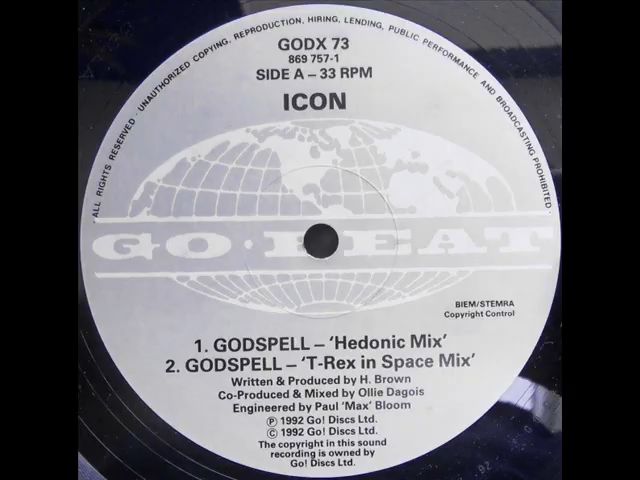 ALL RIGHTS RESERVED · UNAUTHORIZED COPYING, REPRODUCTION, HIRING, LENDING, PUBLIC PERFORMANCE AND BROADCASTING PROHIBITED.
GODX 73
869 757-1
SIDE A – 33 RPM
ICON
GO·BEAT
BIEM/STEMRA
Copyright Control
1. GODSPELL – ‘Hedonic Mix’
2. GODSPELL – ‘T-Rex in Space Mix’
Written & Produced by H. Brown
Co-Produced & Mixed by Ollie Dagois
Engineered by Paul ‘Max’ Bloom
Ⓟ 1992 Go! Discs Ltd.
© 1992 Go! Discs Ltd.
The copyright in this sound
recording is owned by
Go! Discs Ltd.